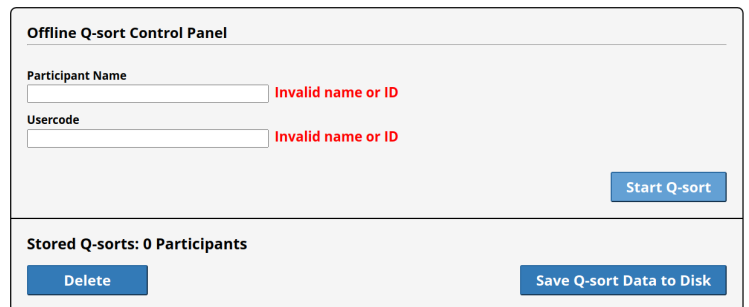 Offline Q-sort Control Panel
Participant Name
Invalid name or ID
Usercode
Invalid name or ID
Start Q-sort
Stored Q-sorts: 0 Participants
Delete
Save Q-sort Data to Disk